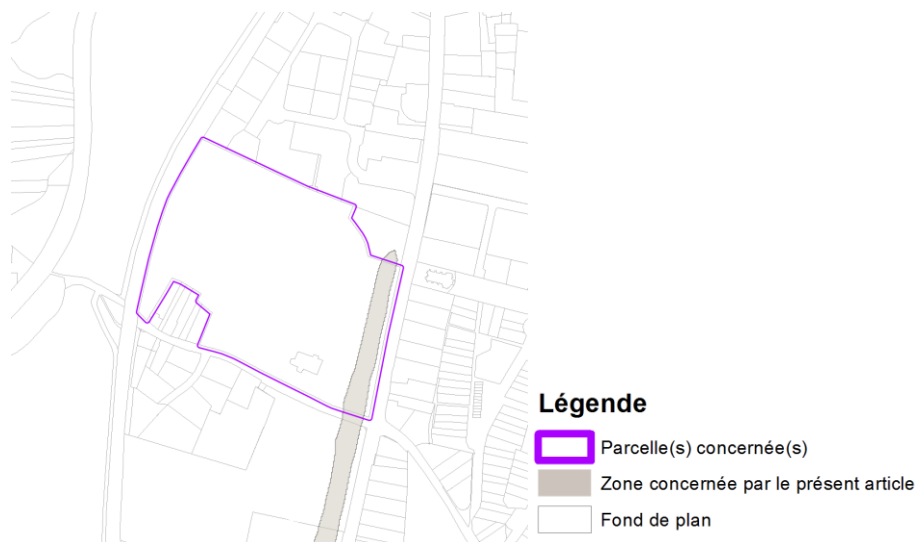 Légende
Parcelle(s) concernée(s)
Zone concernée par le présent article
Fond de plan